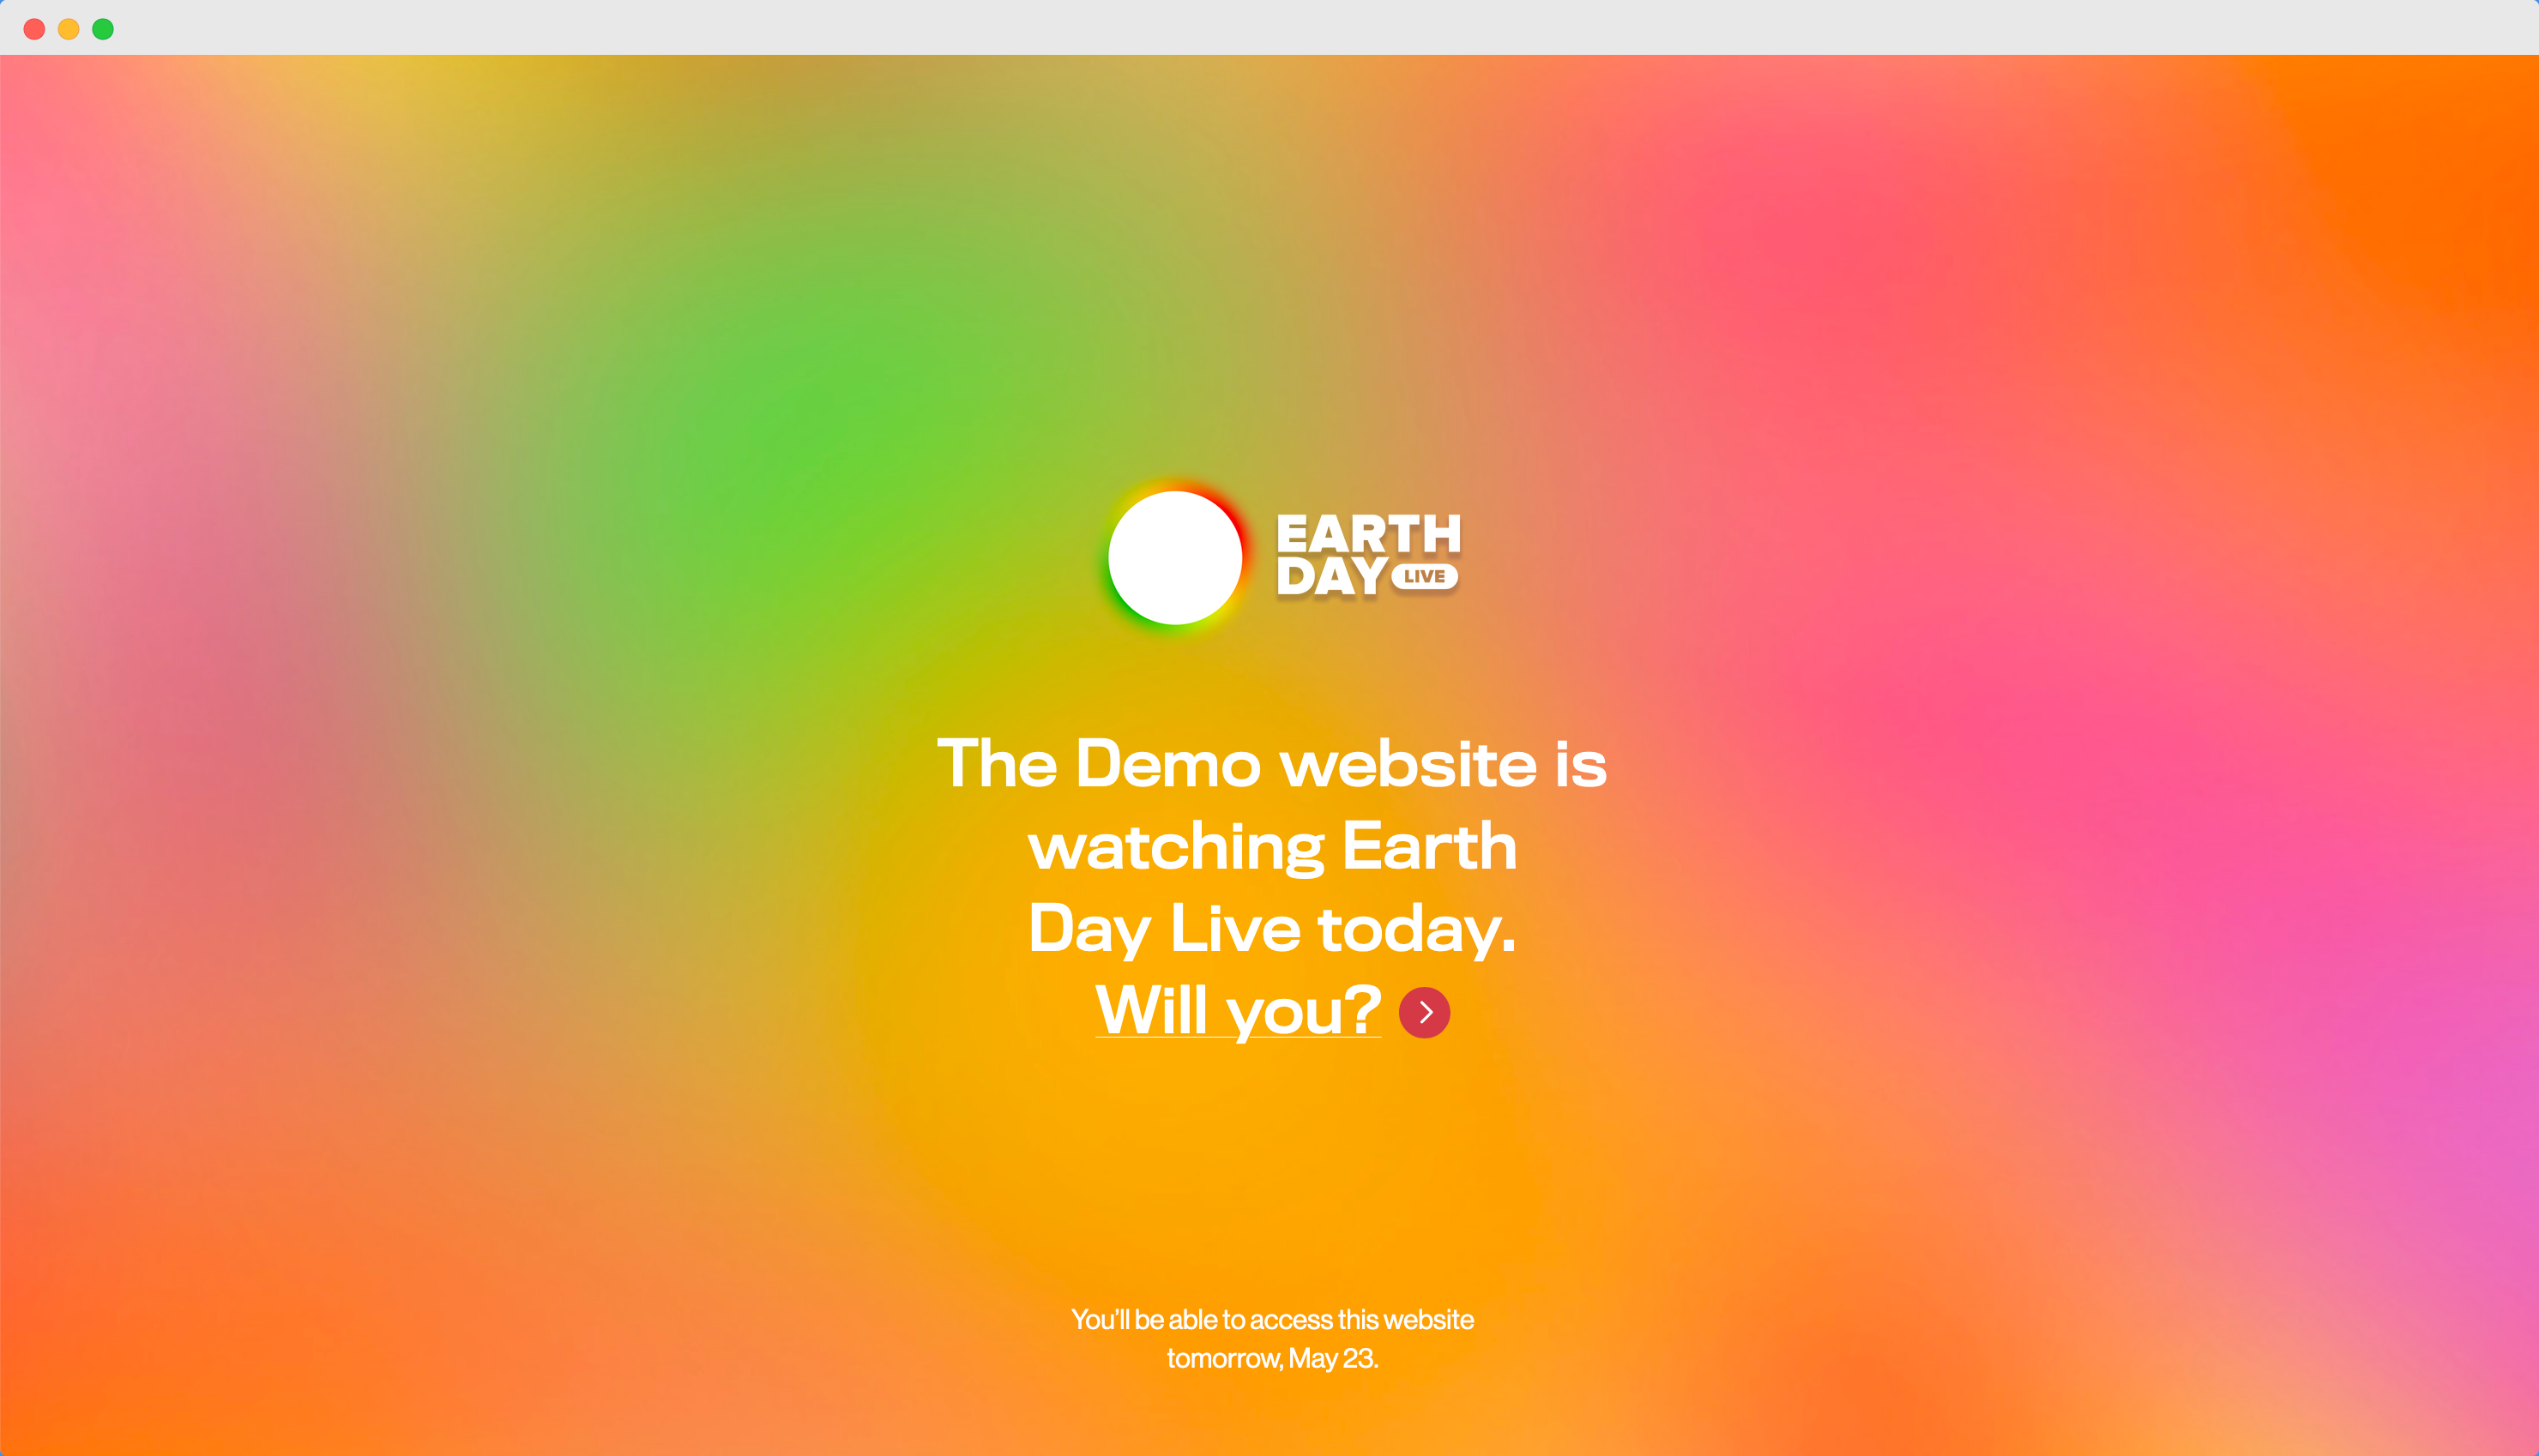 EARTH
DAY LIVE
The Demo website is
watching Earth
Day Live today.
Will you?
You’ll be able to access this website
tomorrow, May 23.